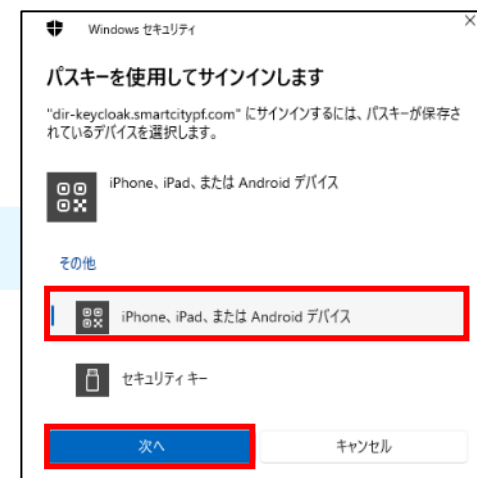 Windows セキュリティ
パスキーを使用してサインインします
"dir-keycloak.smartcitypf.com" にサインインするには、パスキーが保存さ
れているデバイスを選択します。
iPhone、iPad、または Android デバイス
その他
iPhone、iPad、または Android デバイス
セキュリティ キー
次へ
キャンセル